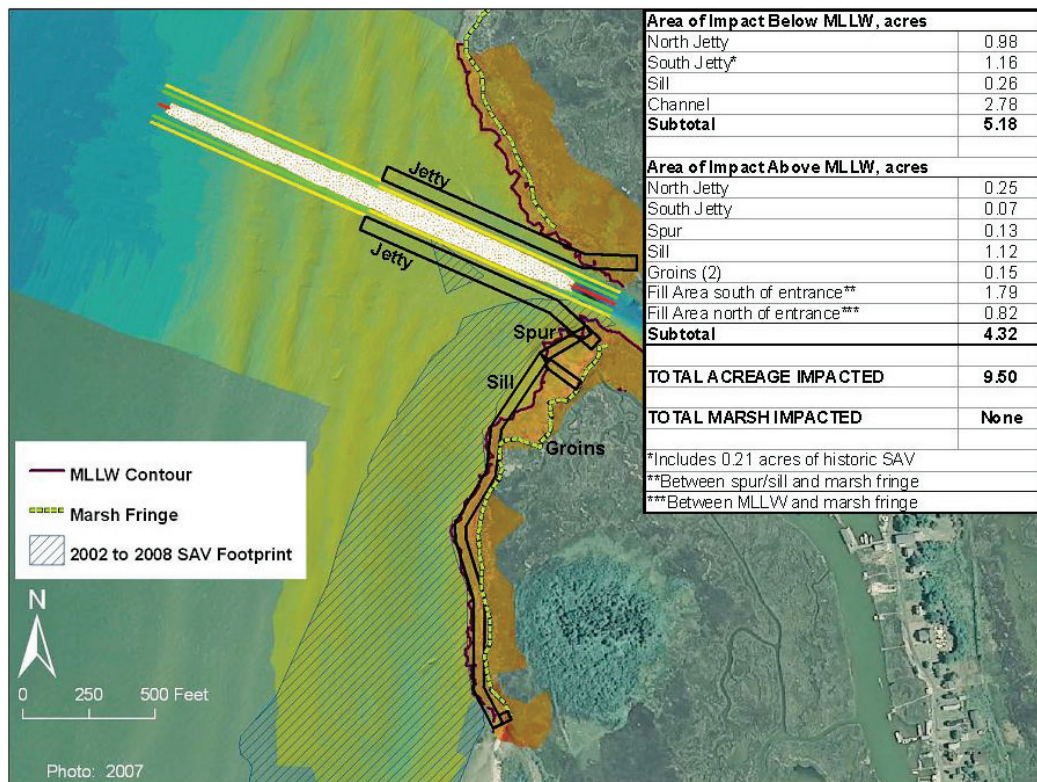 Area of Impact Below MLLW, acres
North Jetty 0.98
South Jetty* 1.16
Sill 0.26
Channel 2.78
Subtotal 5.18
Area of Impact Above MLLW, acres
North Jetty 0.25
South Jetty 0.07
Spur 0.13
Sill 1.12
Groins (2) 0.15
Fill Area south of entrance** 1.79
Fill Area north of entrance*** 0.82
Subtotal 4.32
TOTAL ACREAGE IMPACTED 9.50
TOTAL MARSH IMPACTED None
*Includes 0.21 acres of historic SAV
**Between spur/sill and marsh fringe
***Between MLLW and marsh fringe
Jetty
Jetty
Spur
Sill
Groins
MLLW Contour
Marsh Fringe
2002 to 2008 SAV Footprint
N
0 250 500 Feet
Photo: 2007